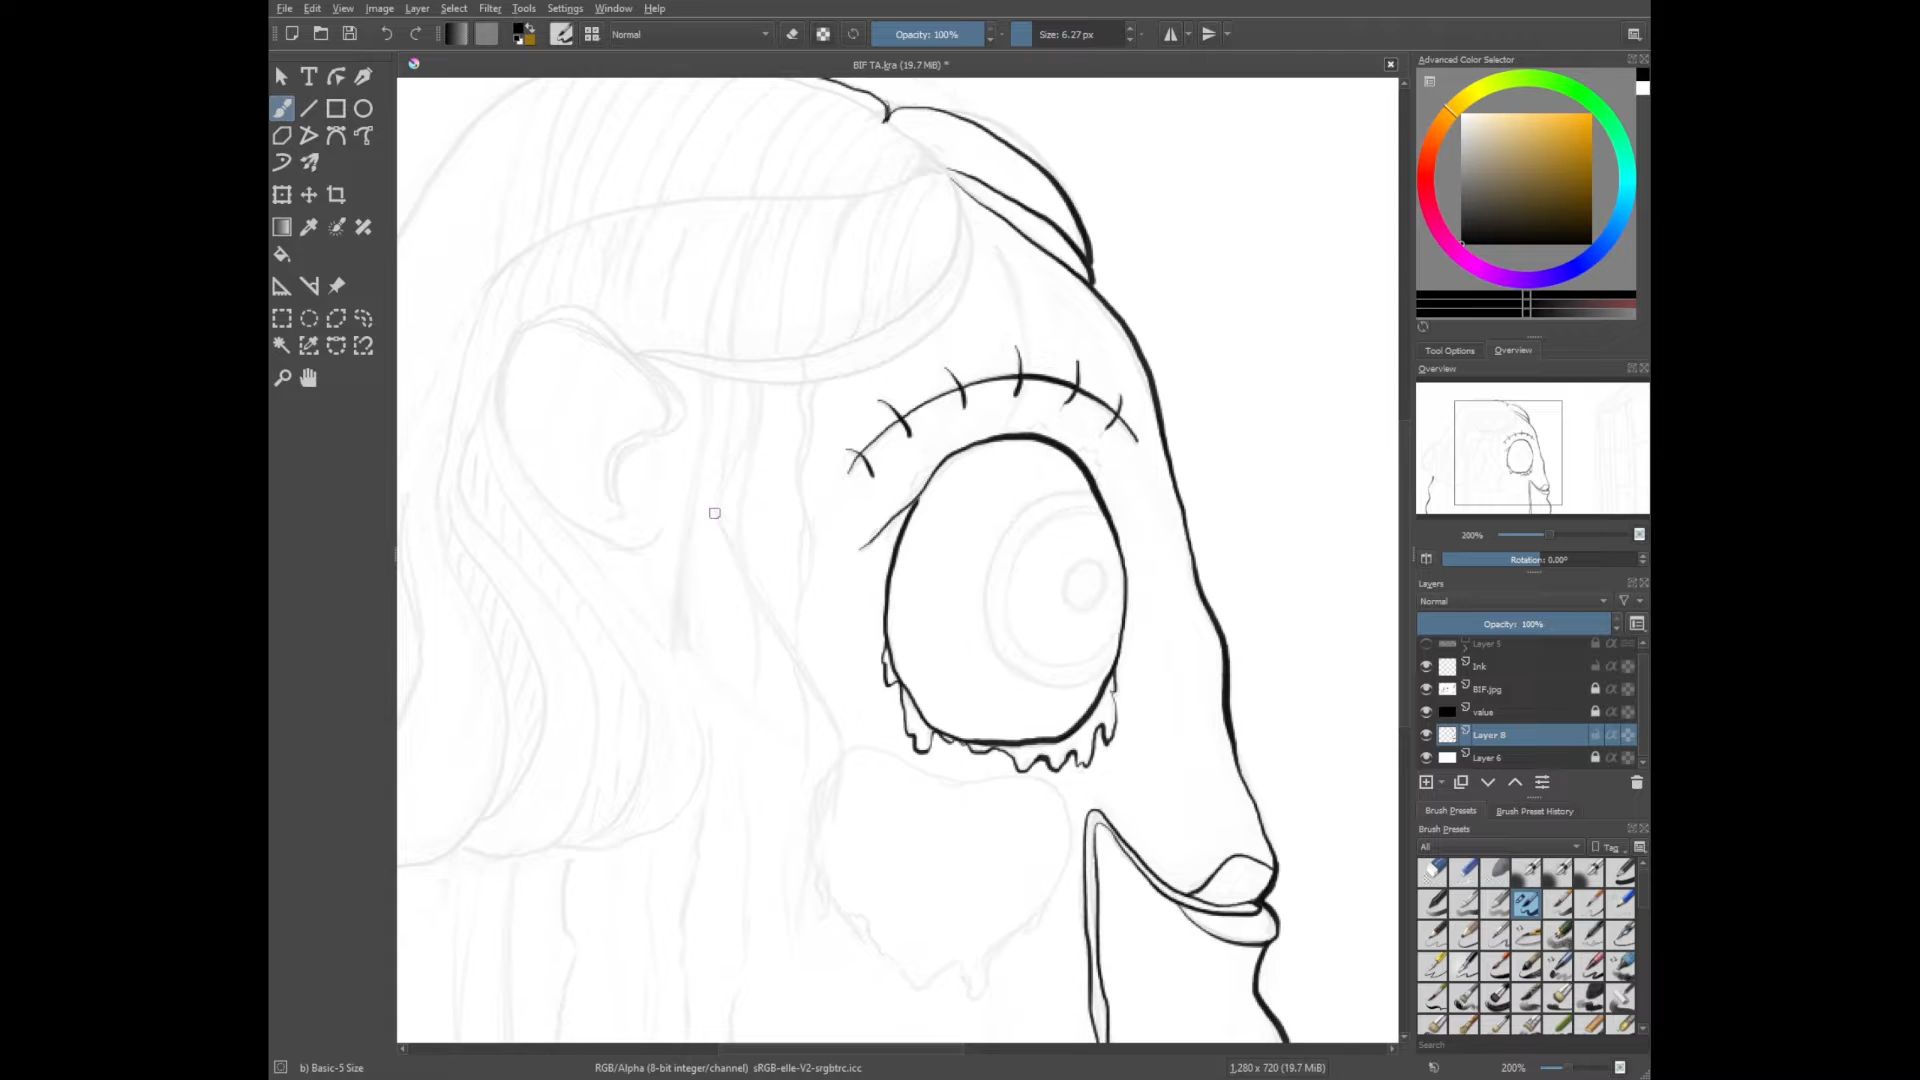 File Edit View Image Layer Select Filter Tools Settings Window Help
Normal Opacity: 100% Size: 6.27 px
BIF TA.kra (19.7 MiB) *
Advanced Color Selector
Tool Options Overview
Overview
200%
Rotation: 0.00°
Layers
Normal
Opacity: 100%
Layer 5
Ink
BIF.jpg
value
Layer 8
Layer 6
Brush Presets Brush Preset History
Brush Presets
All Tag
Search
b) Basic-5 Size RGB/Alpha (8-bit integer/channel) sRGB-elle-V2-srgbtrc.icc 1,280 x 720 (19.7 MiB) 200%